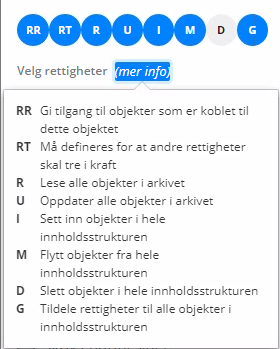 RR RT R U I M D G
Velg rettigheter (mer info)
RR Gi tilgang til objekter som er koblet til
dette objektet
RT Må defineres for at andre rettigheter
skal tre i kraft
R Lese alle objekter i arkivet
U Oppdater alle objekter i arkivet
I Sett inn objekter i hele
innholdsstrukturen
M Flytt objekter fra hele
innholdsstrukturen
D Slett objekter i hele innholdsstrukturen
G Tildele rettigheter til alle objekter i
innholdsstrukturen